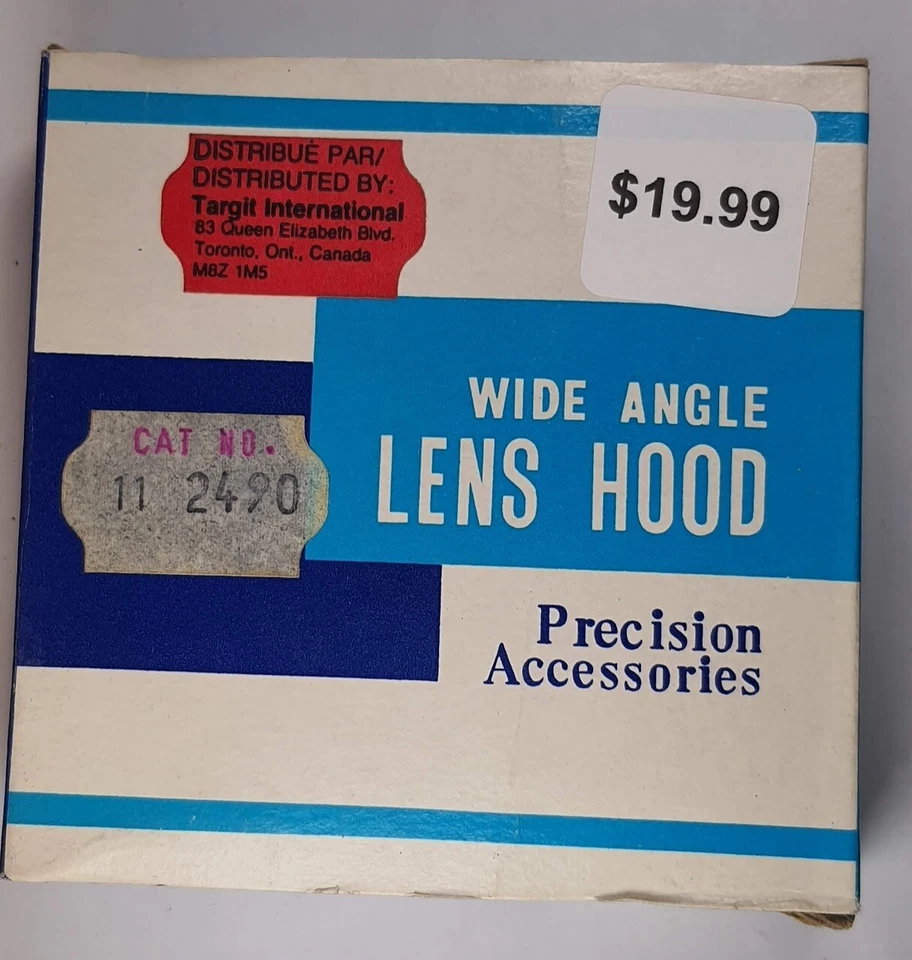 DISTRIBUÉ PAR/
DISTRIBUTED BY:
Targit International
83 Queen Elizabeth Blvd.
Toronto, Ont., Canada
M8Z 1M5
$19.99
WIDE ANGLE
LENS HOOD
CAT NO.
11 2490
Precision
Accessories